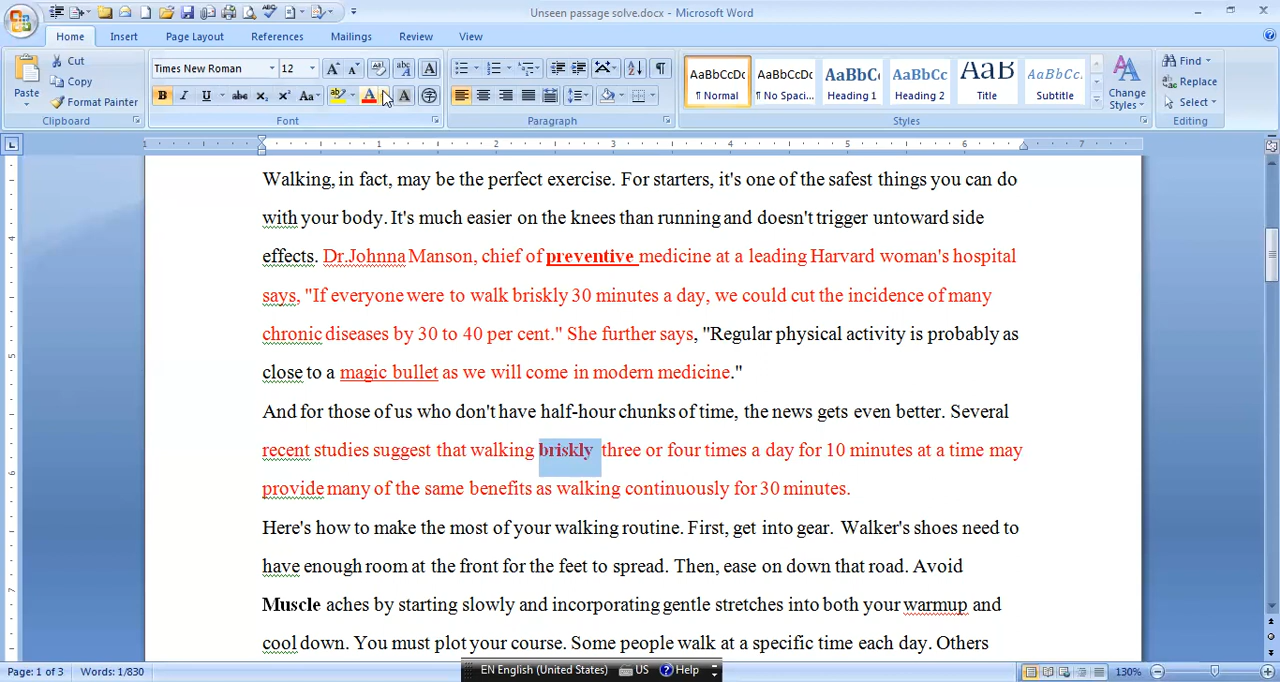 Unseen passage solve.docx - Microsoft Word
Home Insert Page Layout References Mailings Review View
Paste
Cut
Copy
Format Painter
Clipboard
Times New Roman 12
Font
Paragraph
AaBbCcDc AaBbCcDc AaBbC AaBbCc AaB AaBbCc.
¶ Normal ¶ No Spaci... Heading 1 Heading 2 Title Subtitle
Change Styles
Styles
Find
Replace
Select
Editing
1 1 2 3 4 5 6 7
Walking, in fact, may be the perfect exercise. For starters, it's one of the safest things you can do
with your body. It's much easier on the knees than running and doesn't trigger untoward side
effects. Dr.Johnna Manson, chief of preventive medicine at a leading Harvard woman's hospital
says, "If everyone were to walk briskly 30 minutes a day, we could cut the incidence of many
chronic diseases by 30 to 40 per cent." She further says, "Regular physical activity is probably as
close to a magic bullet as we will come in modern medicine."
And for those of us who don't have half-hour chunks of time, the news gets even better. Several
recent studies suggest that walking briskly three or four times a day for 10 minutes at a time may
provide many of the same benefits as walking continuously for 30 minutes.
Here's how to make the most of your walking routine. First, get into gear. Walker's shoes need to
have enough room at the front for the feet to spread. Then, ease on down that road. Avoid
Muscle aches by starting slowly and incorporating gentle stretches into both your warmup and
cool down. You must plot your course. Some people walk at a specific time each day. Others
Page: 1 of 3 Words: 1/830 EN English (United States) US Help 130%